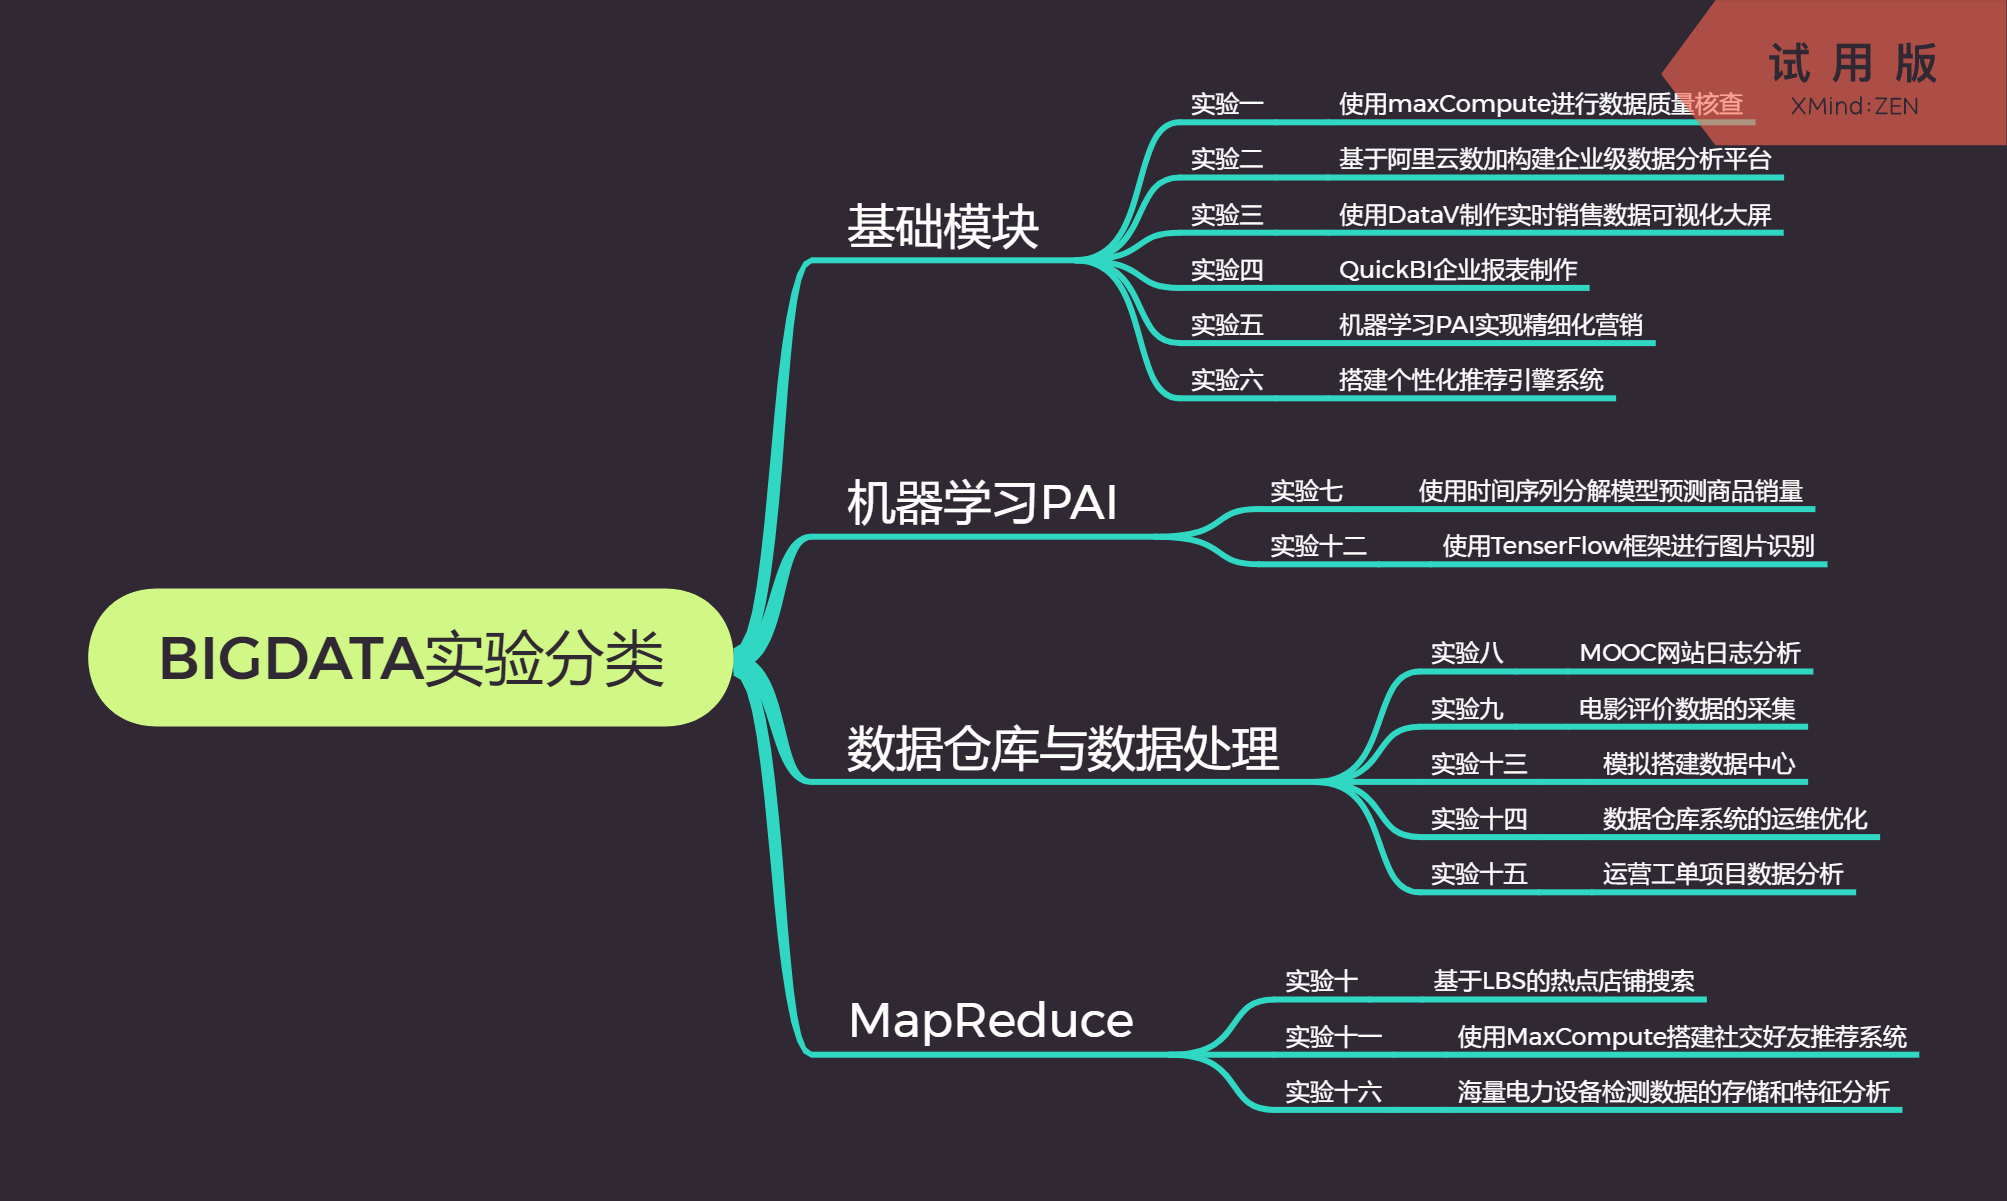 试用版
XMind:ZEN
BIGDATA实验分类
基础模块
实验一 使用maxCompute进行数据质量核查
实验二 基于阿里云数加构建企业级数据分析平台
实验三 使用DataV制作实时销售数据可视化大屏
实验四 QuickBI企业报表制作
实验五 机器学习PAI实现精细化营销
实验六 搭建个性化推荐引擎系统
机器学习PAI
实验七 使用时间序列分解模型预测商品销量
实验十二 使用TenserFlow框架进行图片识别
数据仓库与数据处理
实验八 MOOC网站日志分析
实验九 电影评价数据的采集
实验十三 模拟搭建数据中心
实验十四 数据仓库系统的运维优化
实验十五 运营工单项目数据分析
MapReduce
实验十 基于LBS的热点店铺搜索
实验十一 使用MaxCompute搭建社交好友推荐系统
实验十六 海量电力设备检测数据的存储和特征分析